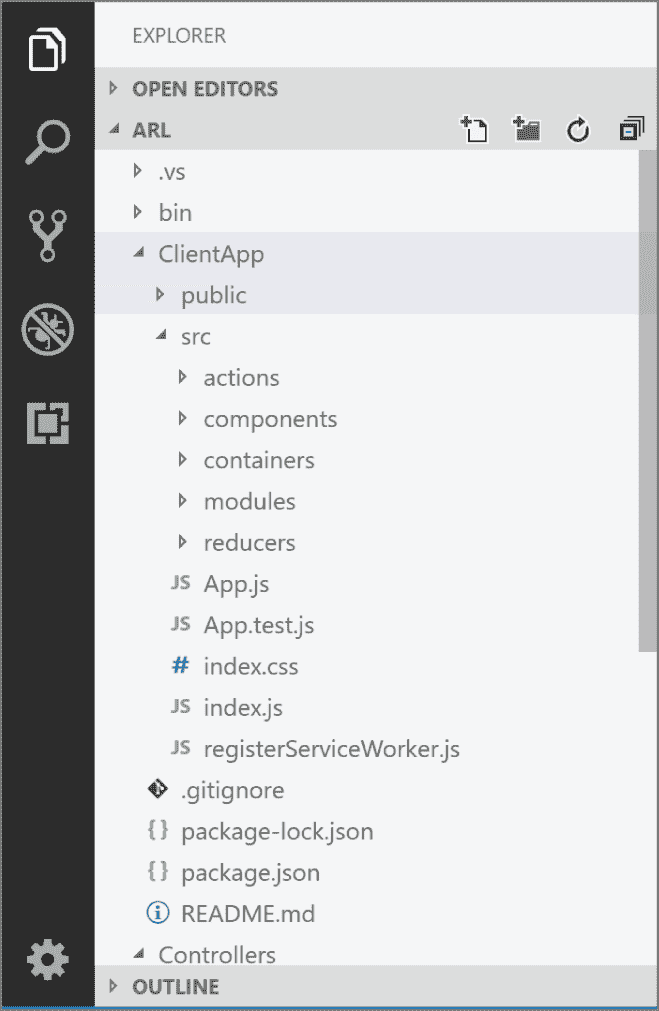 EXPLORER
OPEN EDITORS
ARL
.vs
bin
ClientApp
public
src
actions
components
containers
modules
reducers
JS App.js
JS App.test.js
# index.css
JS index.js
JS registerServiceWorker.js
.gitignore
{ } package-lock.json
{ } package.json
README.md
Controllers
OUTLINE